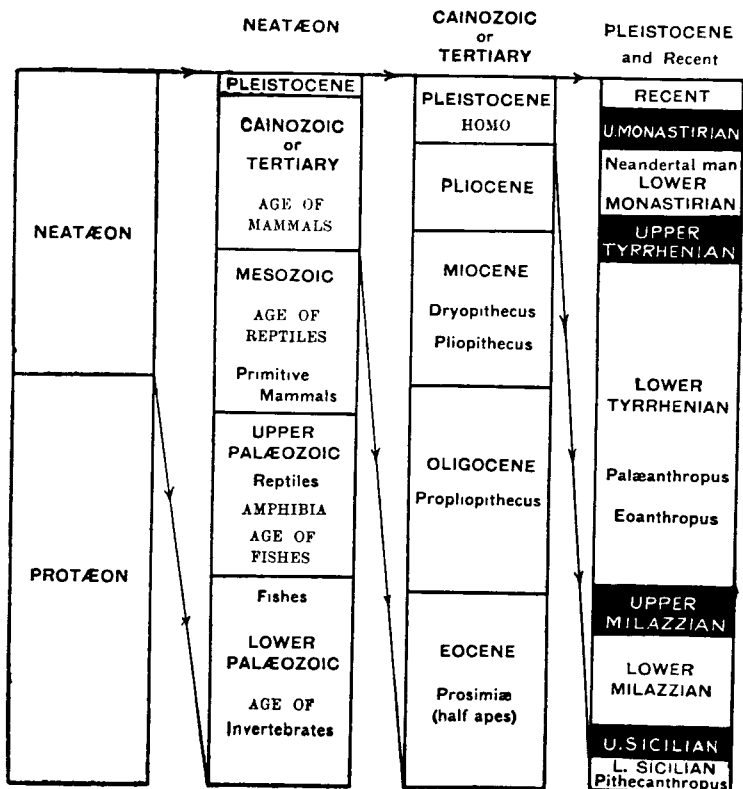 NEATÆON
CAINOZOIC
or
TERTIARY
PLEISTOCENE
and Recent
NEATÆON
PROTÆON
PLEISTOCENE
CAINOZOIC
or
TERTIARY
AGE OF
MAMMALS
MESOZOIC
AGE OF
REPTILES
Primitive
Mammals
UPPER
PALÆOZOIC
Reptiles
AMPHIBIA
AGE OF
FISHES
Fishes
LOWER
PALÆOZOIC
AGE OF
Invertebrates
PLEISTOCENE
HOMO
PLIOCENE
MIOCENE
Dryopithecus
Pliopithecus
OLIGOCENE
Propliopithecus
EOCENE
Prosimiæ
(half apes)
RECENT
U.MONASTIRIAN
Neandertal man
LOWER
MONASTIRIAN
UPPER
TYRRHENIAN
LOWER
TYRRHENIAN
Palæanthropus
Eoanthropus
UPPER
MILAZZIAN
LOWER
MILAZZIAN
U.SICILIAN
L. SICILIAN
Pithecanthropus